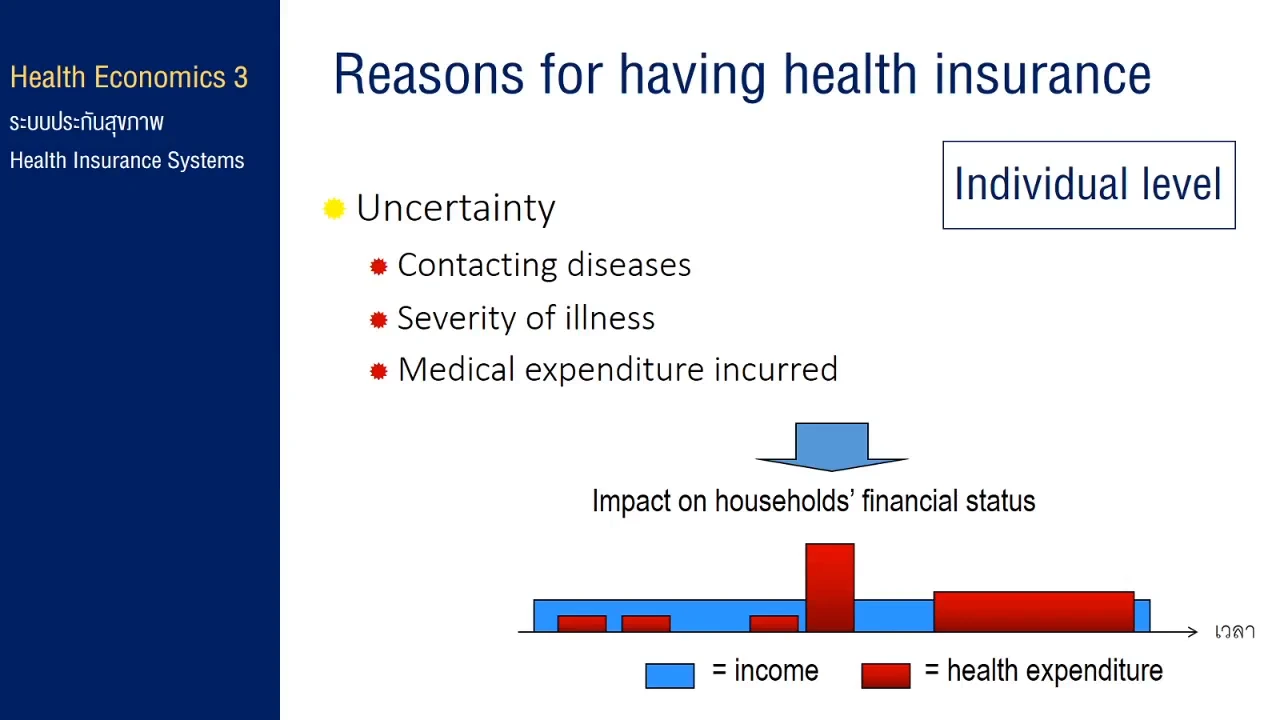 Health Economics 3
ระบบประกันสุขภาพ
Health Insurance Systems
Reasons for having health insurance
Individual level
Uncertainty
Contacting diseases
Severity of illness
Medical expenditure incurred
Impact on households’ financial status
เวลา
= income
= health expenditure